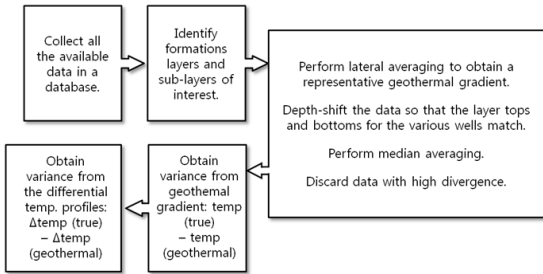 Collect all
the available
data in a
database.
Identify
formations
layers and
sub-layers of
interest.
Perform lateral averaging to obtain a
representative geothermal gradient.
Depth-shift the data so that the layer tops
and bottoms for the various wells match.
Perform median averaging.
Discard data with high divergence.
Obtain
variance from
geothemal
gradient: temp
(true)
– temp
(geothermal)
Obtain
variance from
the differential
temp. profiles:
Δtemp (true)
– Δtemp
(geothermal)